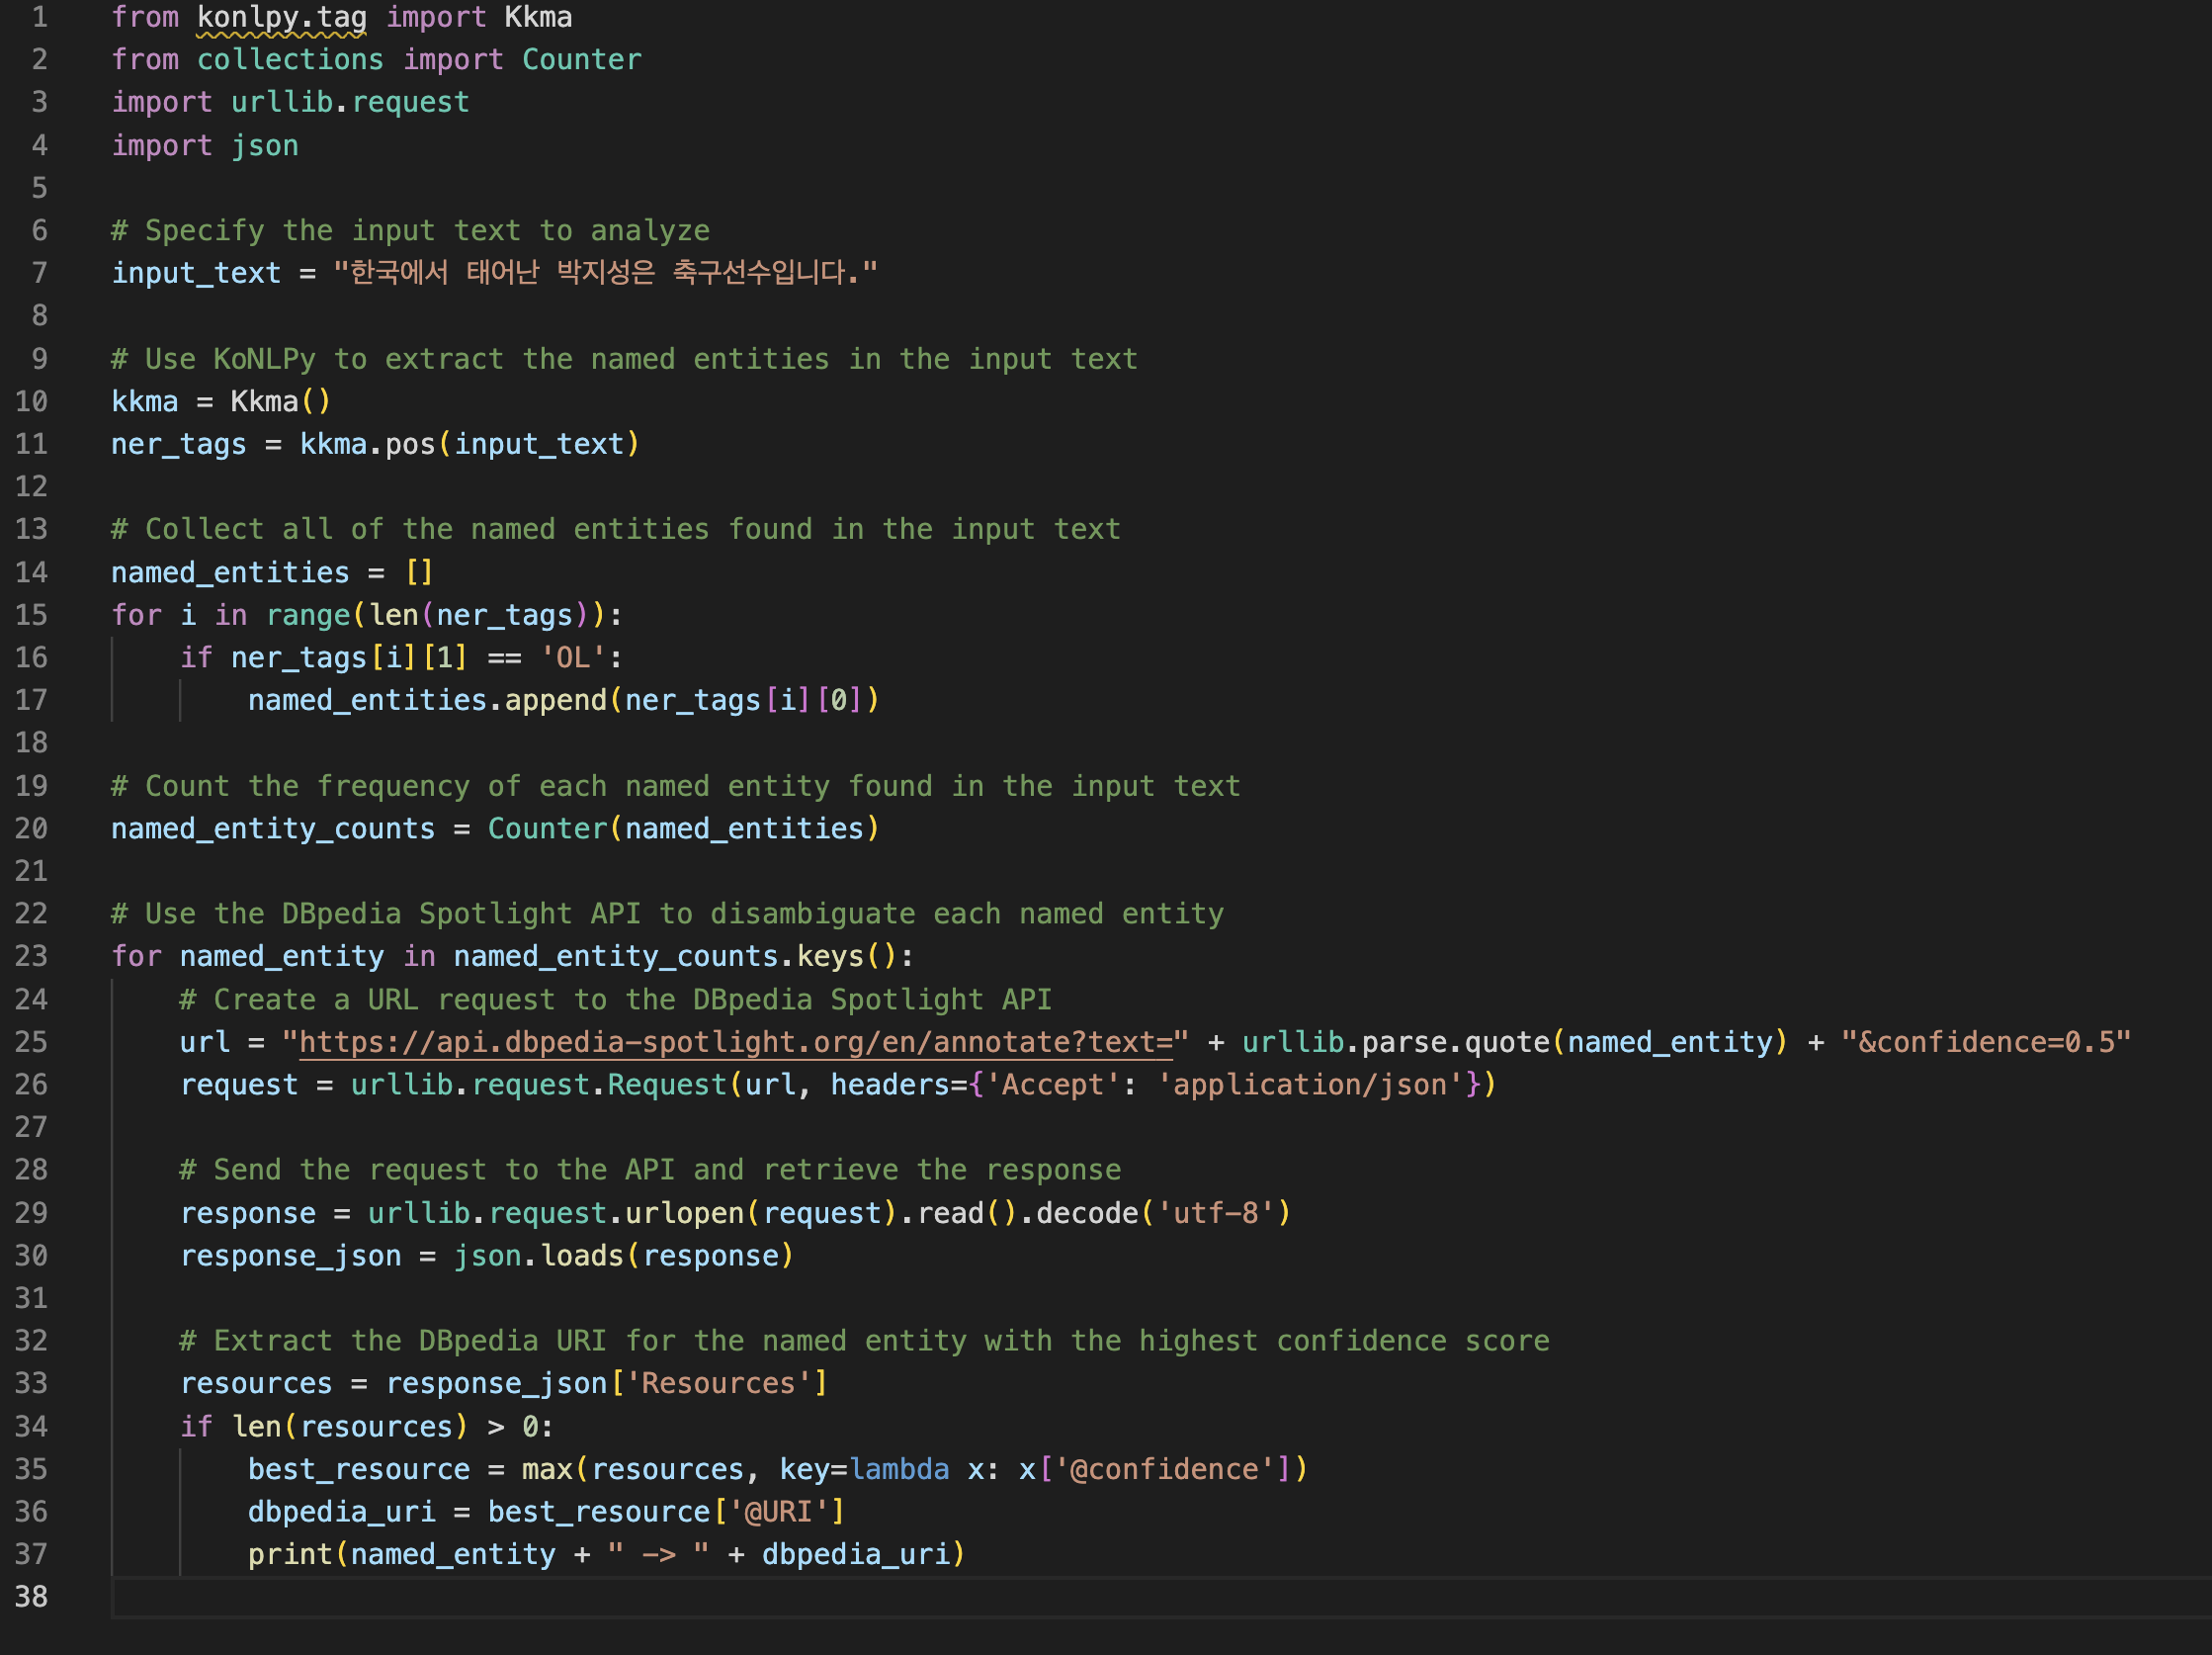 1 from konlpy.tag import Kkma
2 from collections import Counter
3 import urllib.request
4 import json
5
6 # Specify the input text to analyze
7 input_text = "한국에서 태어난 박지성은 축구선수입니다."
8
9 # Use KoNLPy to extract the named entities in the input text
10 kkma = Kkma()
11 ner_tags = kkma.pos(input_text)
12
13 # Collect all of the named entities found in the input text
14 named_entities = []
15 for i in range(len(ner_tags)):
16     if ner_tags[i][1] == 'OL':
17         named_entities.append(ner_tags[i][0])
18
19 # Count the frequency of each named entity found in the input text
20 named_entity_counts = Counter(named_entities)
21
22 # Use the DBpedia Spotlight API to disambiguate each named entity
23 for named_entity in named_entity_counts.keys():
24     # Create a URL request to the DBpedia Spotlight API
25     url = "https://api.dbpedia-spotlight.org/en/annotate?text=" + urllib.parse.quote(named_entity) + "&confidence=0.5"
26     request = urllib.request.Request(url, headers={'Accept': 'application/json'})
27
28     # Send the request to the API and retrieve the response
29     response = urllib.request.urlopen(request).read().decode('utf-8')
30     response_json = json.loads(response)
31
32     # Extract the DBpedia URI for the named entity with the highest confidence score
33     resources = response_json['Resources']
34     if len(resources) > 0:
35         best_resource = max(resources, key=lambda x: x['@confidence'])
36         dbpedia_uri = best_resource['@URI']
37         print(named_entity + " -> " + dbpedia_uri)
38